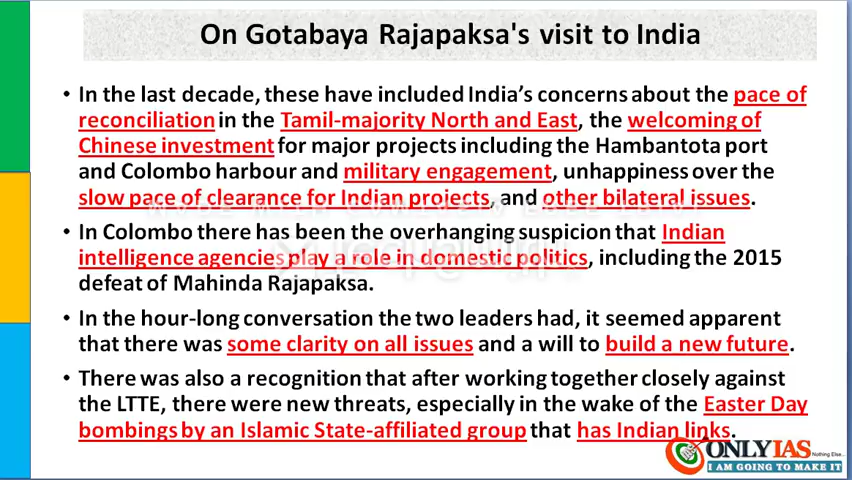 On Gotabaya Rajapaksa's visit to India
• In the last decade, these have included India's concerns about the pace of
reconciliation in the Tamil-majority North and East, the welcoming of
Chinese investment for major projects including the Hambantota port
and Colombo harbour and military engagement, unhappiness over the
slow pace of clearance for Indian projects, and other bilateral issues.
• In Colombo there has been the overhanging suspicion that Indian
intelligence agencies play a role in domestic politics, including the 2015
defeat of Mahinda Rajapaksa.
• In the hour-long conversation the two leaders had, it seemed apparent
that there was some clarity on all issues and a will to build a new future.
• There was also a recognition that after working together closely against
the LTTE, there were new threats, especially in the wake of the Easter Day
bombings by an Islamic State-affiliated group that has Indian links.
ONLYIAS
Nothing Else..
I AM GOING TO MAKE IT